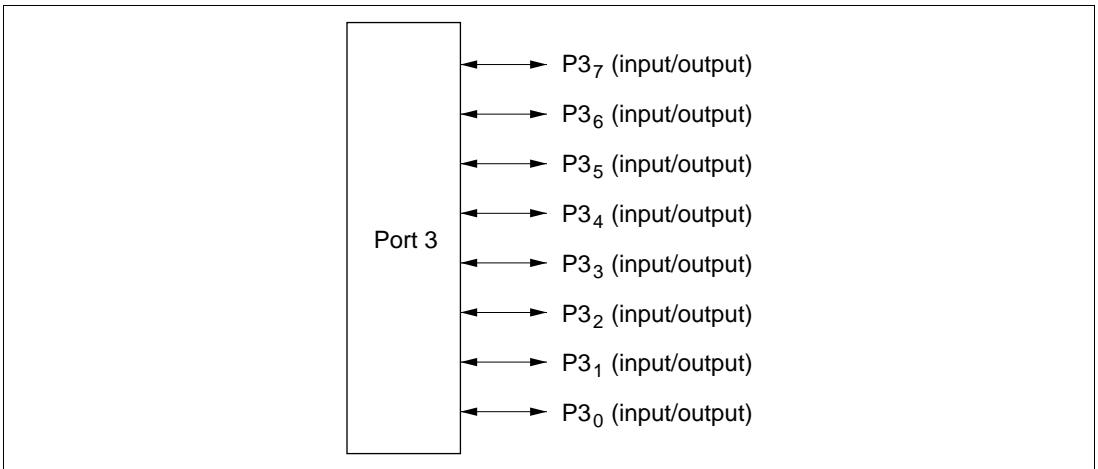 P3₇ (input/output)
P3₆ (input/output)
P3₅ (input/output)
P3₄ (input/output)
Port 3
P3₃ (input/output)
P3₂ (input/output)
P3₁ (input/output)
P3₀ (input/output)